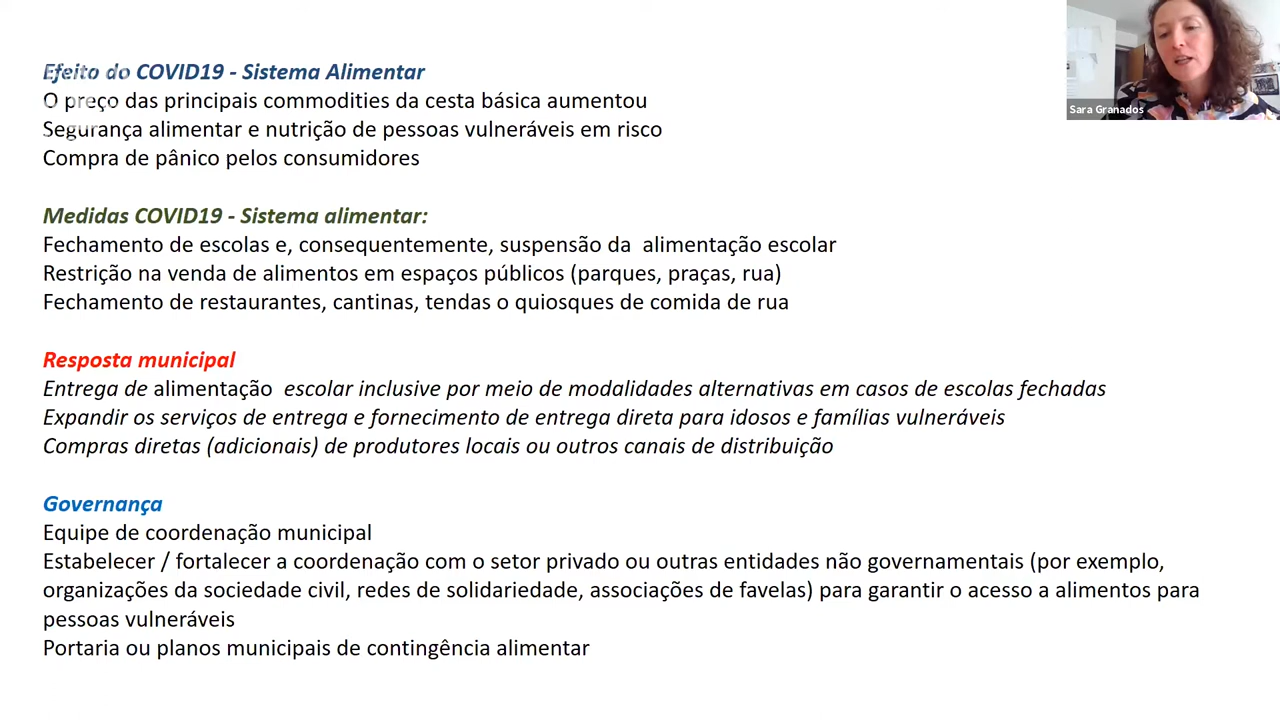 Efeito do COVID19 - Sistema Alimentar
O preço das principais commodities da cesta básica aumentou
Segurança alimentar e nutrição de pessoas vulneráveis em risco
Compra de pânico pelos consumidores
Medidas COVID19 - Sistema alimentar:
Fechamento de escolas e, consequentemente, suspensão da  alimentação escolar
Restrição na venda de alimentos em espaços públicos (parques, praças, rua)
Fechamento de restaurantes, cantinas, tendas o quiosques de comida de rua
Resposta municipal
Entrega de alimentação  escolar inclusive por meio de modalidades alternativas em casos de escolas fechadas
Expandir os serviços de entrega e fornecimento de entrega direta para idosos e famílias vulneráveis
Compras diretas (adicionais) de produtores locais ou outros canais de distribuição
Governança
Equipe de coordenação municipal
Estabelecer / fortalecer a coordenação com o setor privado ou outras entidades não governamentais (por exemplo,
organizações da sociedade civil, redes de solidariedade, associações de favelas) para garantir o acesso a alimentos para
pessoas vulneráveis
Portaria ou planos municipais de contingência alimentar
Sara Granados